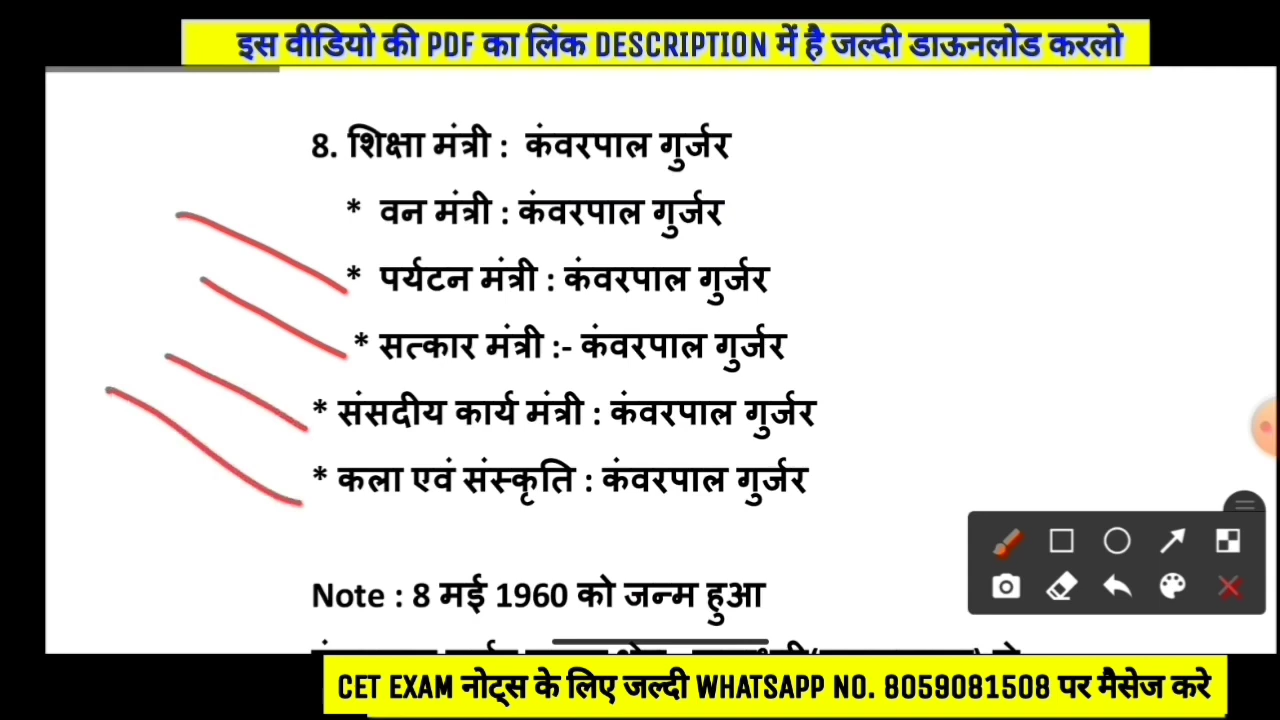 इस वीडियो की PDF का लिंक DESCRIPTION में है जल्दी डाऊनलोड करलो
8. शिक्षा मंत्री : कंवरपाल गुर्जर
* वन मंत्री : कंवरपाल गुर्जर
* पर्यटन मंत्री : कंवरपाल गुर्जर
* सत्कार मंत्री :- कंवरपाल गुर्जर
* संसदीय कार्य मंत्री : कंवरपाल गुर्जर
* कला एवं संस्कृति : कंवरपाल गुर्जर
Note : 8 मई 1960 को जन्म हुआ
CET EXAM नोट्स के लिए जल्दी WHATSAPP NO. 8059081508 पर मैसेज करे